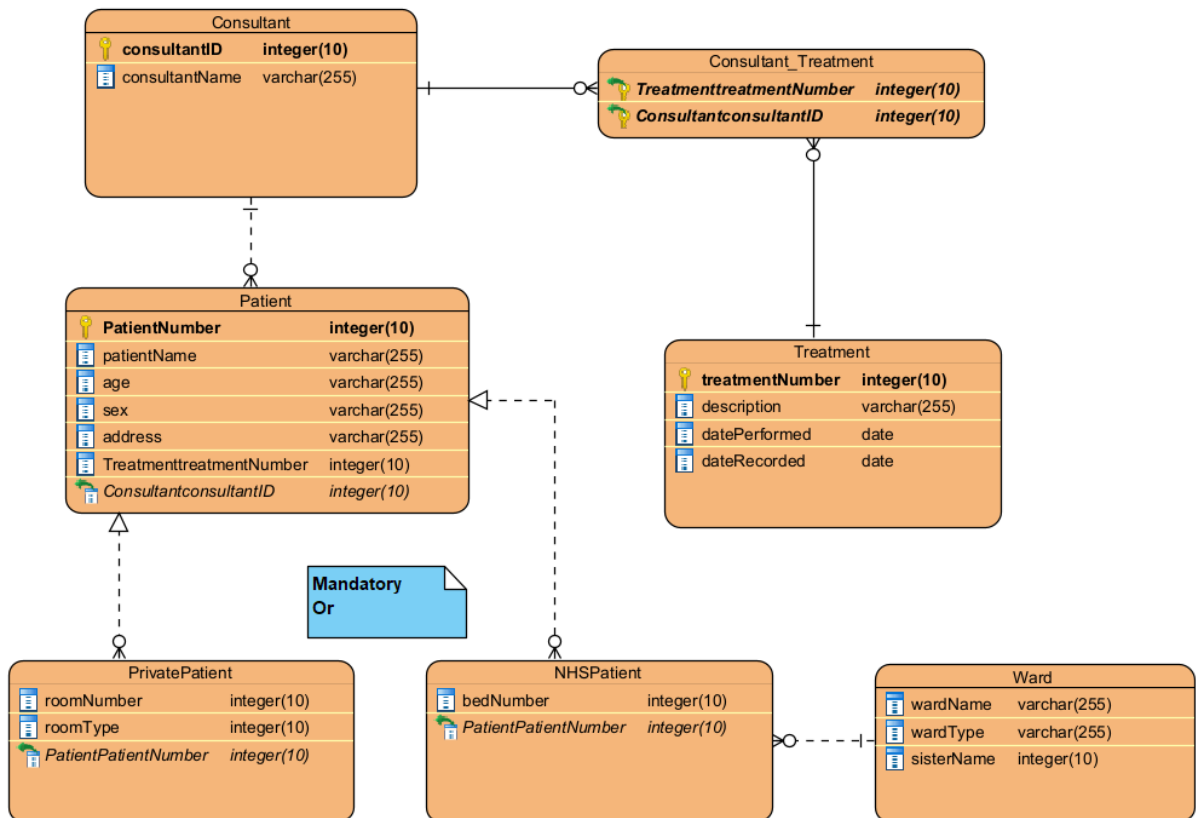 Consultant
consultantID integer(10)
consultantName varchar(255)
Consultant_Treatment
TreatmenttreatmentNumber integer(10)
ConsultantconsultantID integer(10)
Patient
PatientNumber integer(10)
patientName varchar(255)
age varchar(255)
sex varchar(255)
address varchar(255)
TreatmenttreatmentNumber integer(10)
ConsultantconsultantID integer(10)
Treatment
treatmentNumber integer(10)
description varchar(255)
datePerformed date
dateRecorded date
Mandatory
Or
PrivatePatient
roomNumber integer(10)
roomType integer(10)
PatientPatientNumber integer(10)
NHSPatient
bedNumber integer(10)
PatientPatientNumber integer(10)
Ward
wardName varchar(255)
wardType varchar(255)
sisterName integer(10)